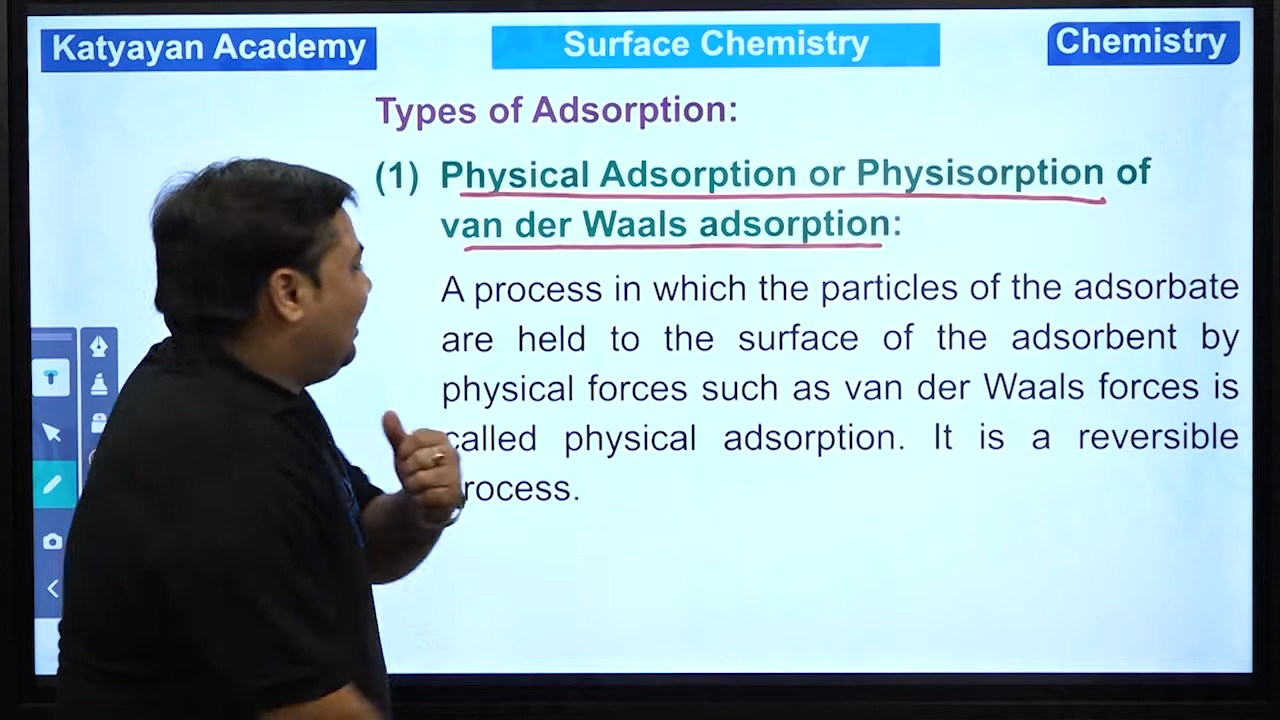 Katyayan Academy
Surface Chemistry
Chemistry
Types of Adsorption:
(1) Physical Adsorption or Physisorption of
van der Waals adsorption:
A process in which the particles of the adsorbate
are held to the surface of the adsorbent by
physical forces such as van der Waals forces is
called physical adsorption. It is a reversible
rocess.